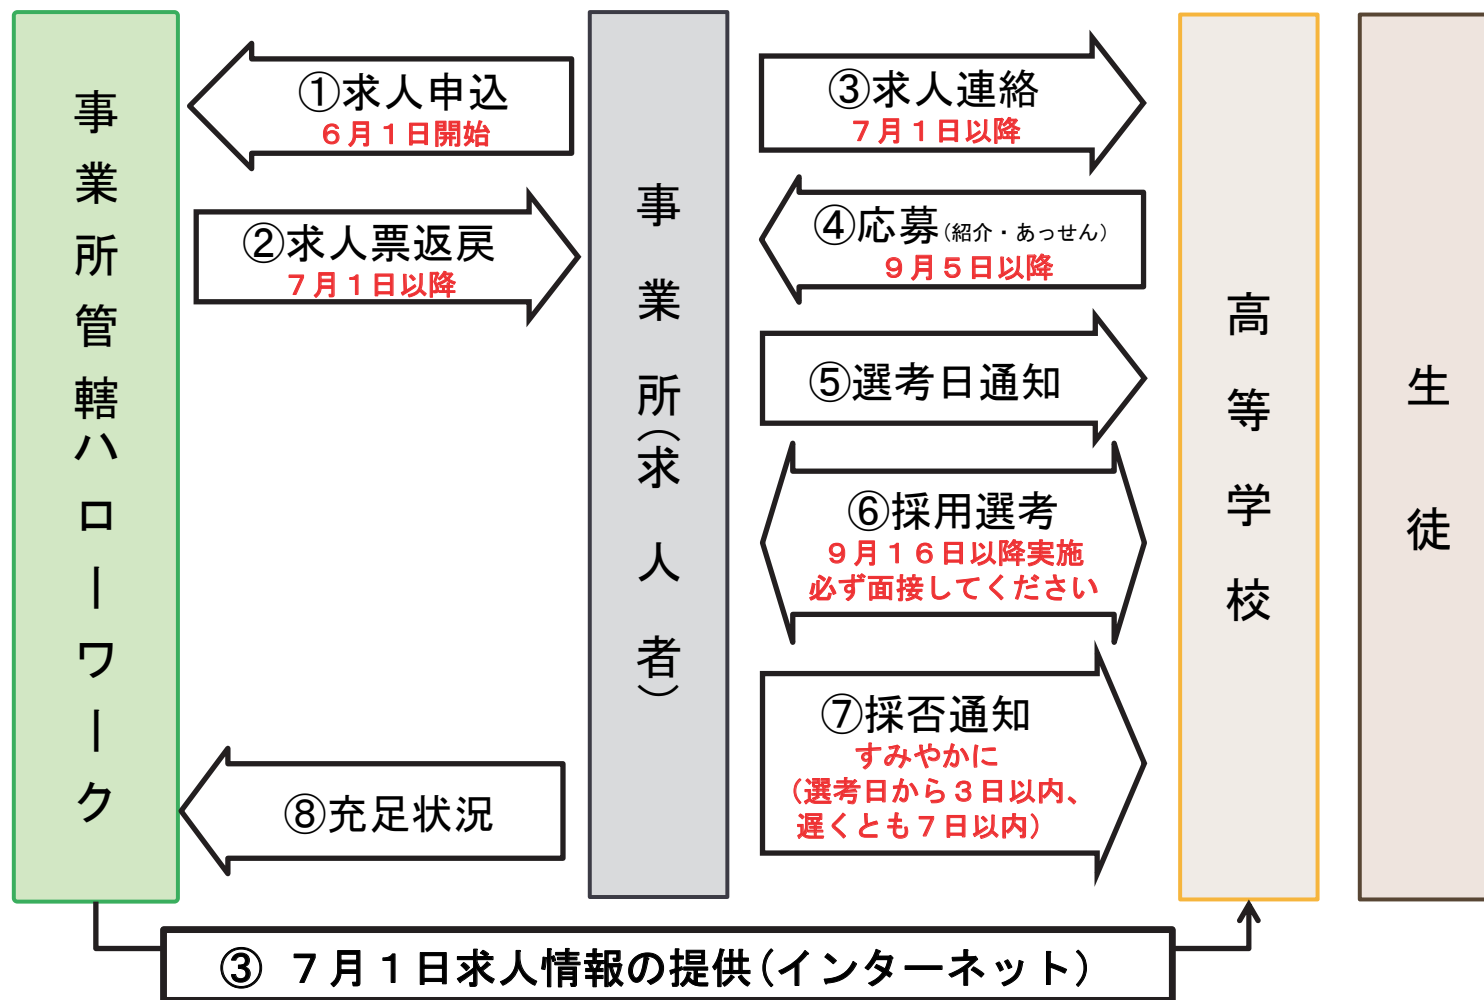 事業所管轄ハローワーク
①求人申込
６月１日開始
②求人票返戻
７月１日以降
⑧充足状況
事業所(求人者)
③求人連絡
７月１日以降
④応募(紹介・あっせん)
９月５日以降
⑤選考日通知
⑥採用選考
９月１６日以降実施
必ず面接してください
⑦採否通知
すみやかに
(選考日から３日以内、
遅くとも７日以内)
高等学校
生徒
③ ７月１日求人情報の提供(インターネット)